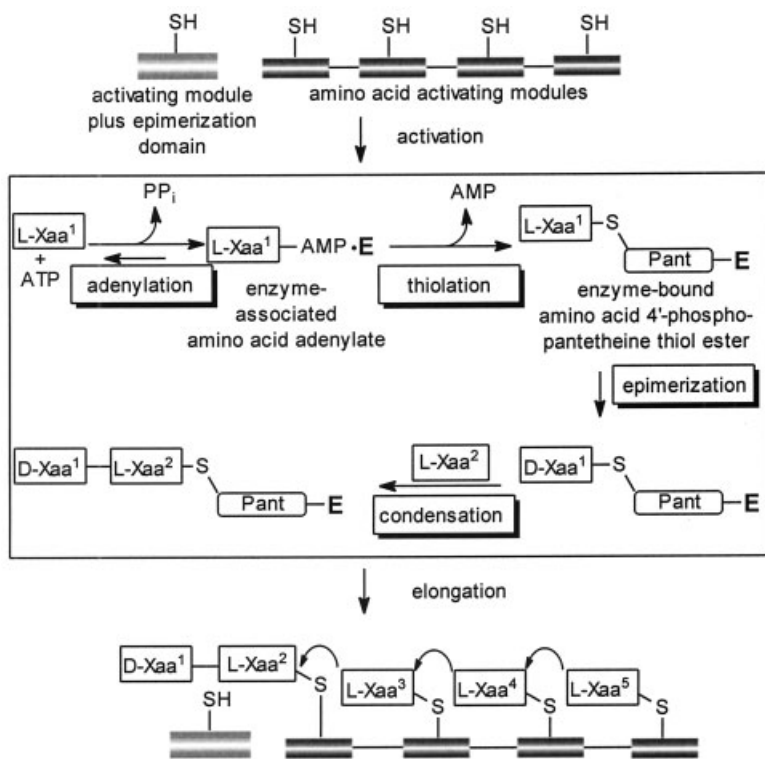 SH
SH SH SH SH
activating module
plus epimerization
domain
amino acid activating modules
activation
PPi
AMP
L-Xaa1
+
ATP
adenylation
L-Xaa1 AMP • E
enzyme-
associated
amino acid adenylate
thiolation
L-Xaa1 S
Pant E
enzyme-bound
amino acid 4'-phospho-
pantetheine thiol ester
epimerization
D-Xaa1 L-Xaa2 S
Pant E
L-Xaa2
condensation
D-Xaa1 S
Pant E
elongation
D-Xaa1 L-Xaa2 S
L-Xaa3 S
L-Xaa4 S
L-Xaa5 S
SH